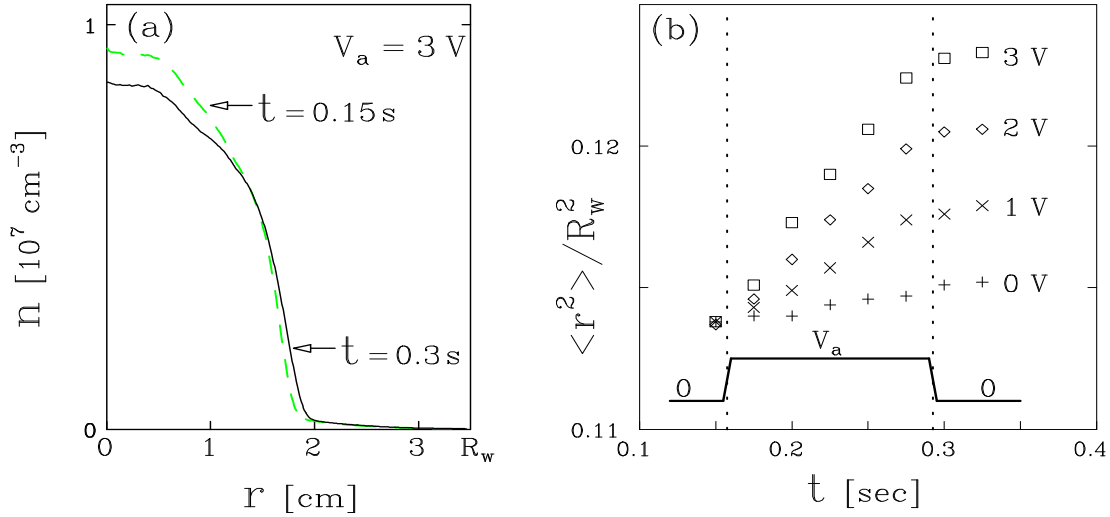 (a)
V_a = 3 V
1
t = 0.15 s
n [10^7 cm^-3]
t = 0.3 s
0
0 1 2 3 R_w
r [cm]
(b)
3 V
2 V
0.12
1 V
<r^2>/R_w^2
0 V
V_a
0 0
0.11
0.1 0.2 0.3 0.4
t [sec]